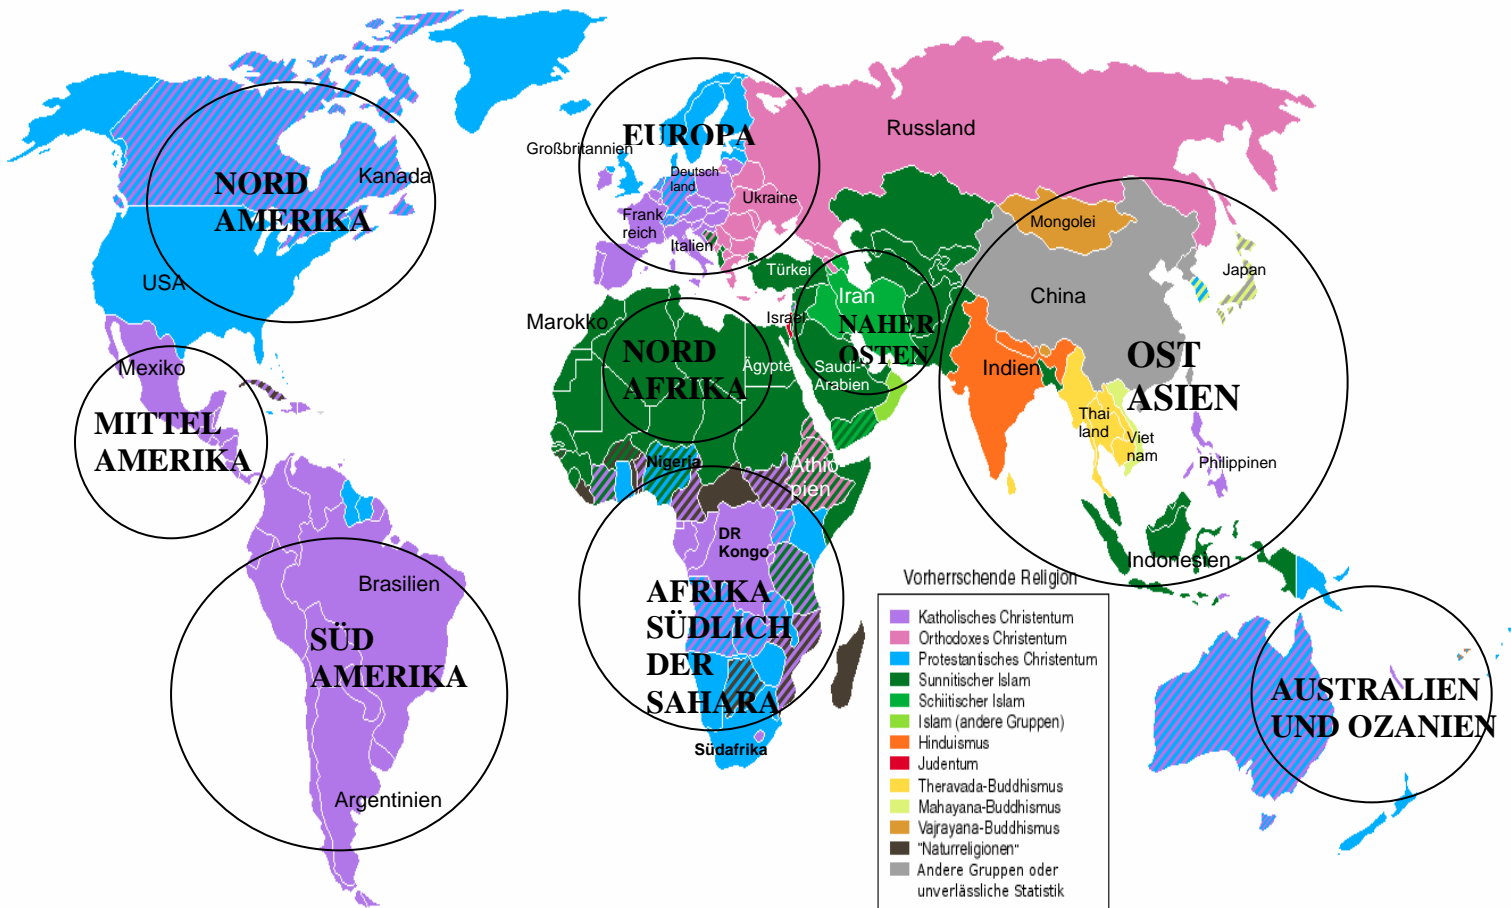 EUROPA
Russland
Großbritannien
Deutsch
land
Kanada
NORD
AMERIKA
Ukraine
Frank
reich
Mongolei
Italien
Türkei
Japan
USA
Iran
China
Israel
Marokko
NAHER
OSTEN
NORD
AFRIKA
Ägypte
Saudi-
Arabien
Indien
OST
ASIEN
Mexiko
MITTEL
AMERIKA
Thai
land
Viet
nam
Nigeria
Äthio-
pien
Philippinen
DR
Kongo
Indonesien
Brasilien
AFRIKA
SÜDLICH
DER
SAHARA
SÜD
AMERIKA
Südafrika
Argentinien
AUSTRALIEN
UND OZANIEN
Vorherrschende Religion
Katholisches Christentum
Orthodoxes Christentum
Protestantisches Christentum
Sunnitischer Islam
Schiitischer Islam
Islam (andere Gruppen)
Hinduismus
Judentum
Theravada-Buddhismus
Mahayana-Buddhismus
Vajrayana-Buddhismus
"Naturreligionen"
Andere Gruppen oder
unverlässliche Statistik